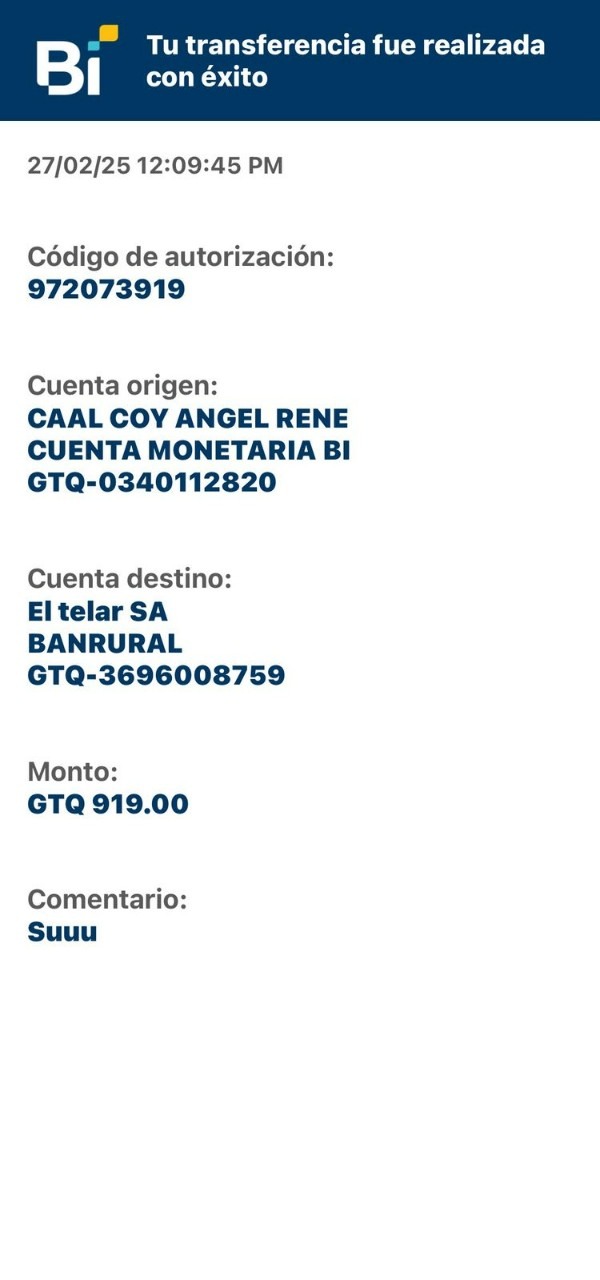 Bi
Tu transferencia fue realizada
con éxito
27/02/25 12:09:45 PM
Código de autorización:
972073919
Cuenta origen:
CAAL COY ANGEL RENE
CUENTA MONETARIA BI
GTQ-0340112820
Cuenta destino:
El telar SA
BANRURAL
GTQ-3696008759
Monto:
GTQ 919.00
Comentario:
Suuu